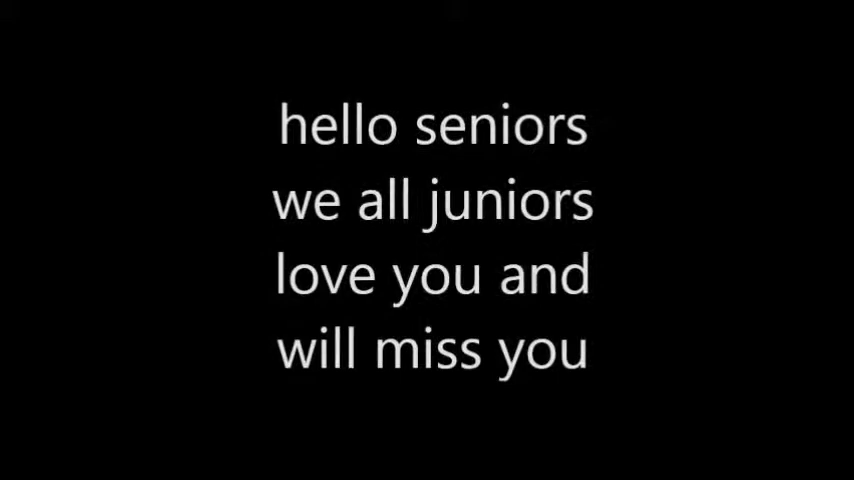 hello seniors
we all juniors
love you and
will miss you